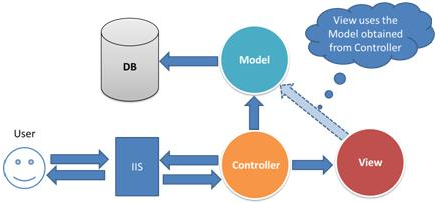 View uses the
Model obtained
from Controller
DB
Model
User
IIS
Controller
View